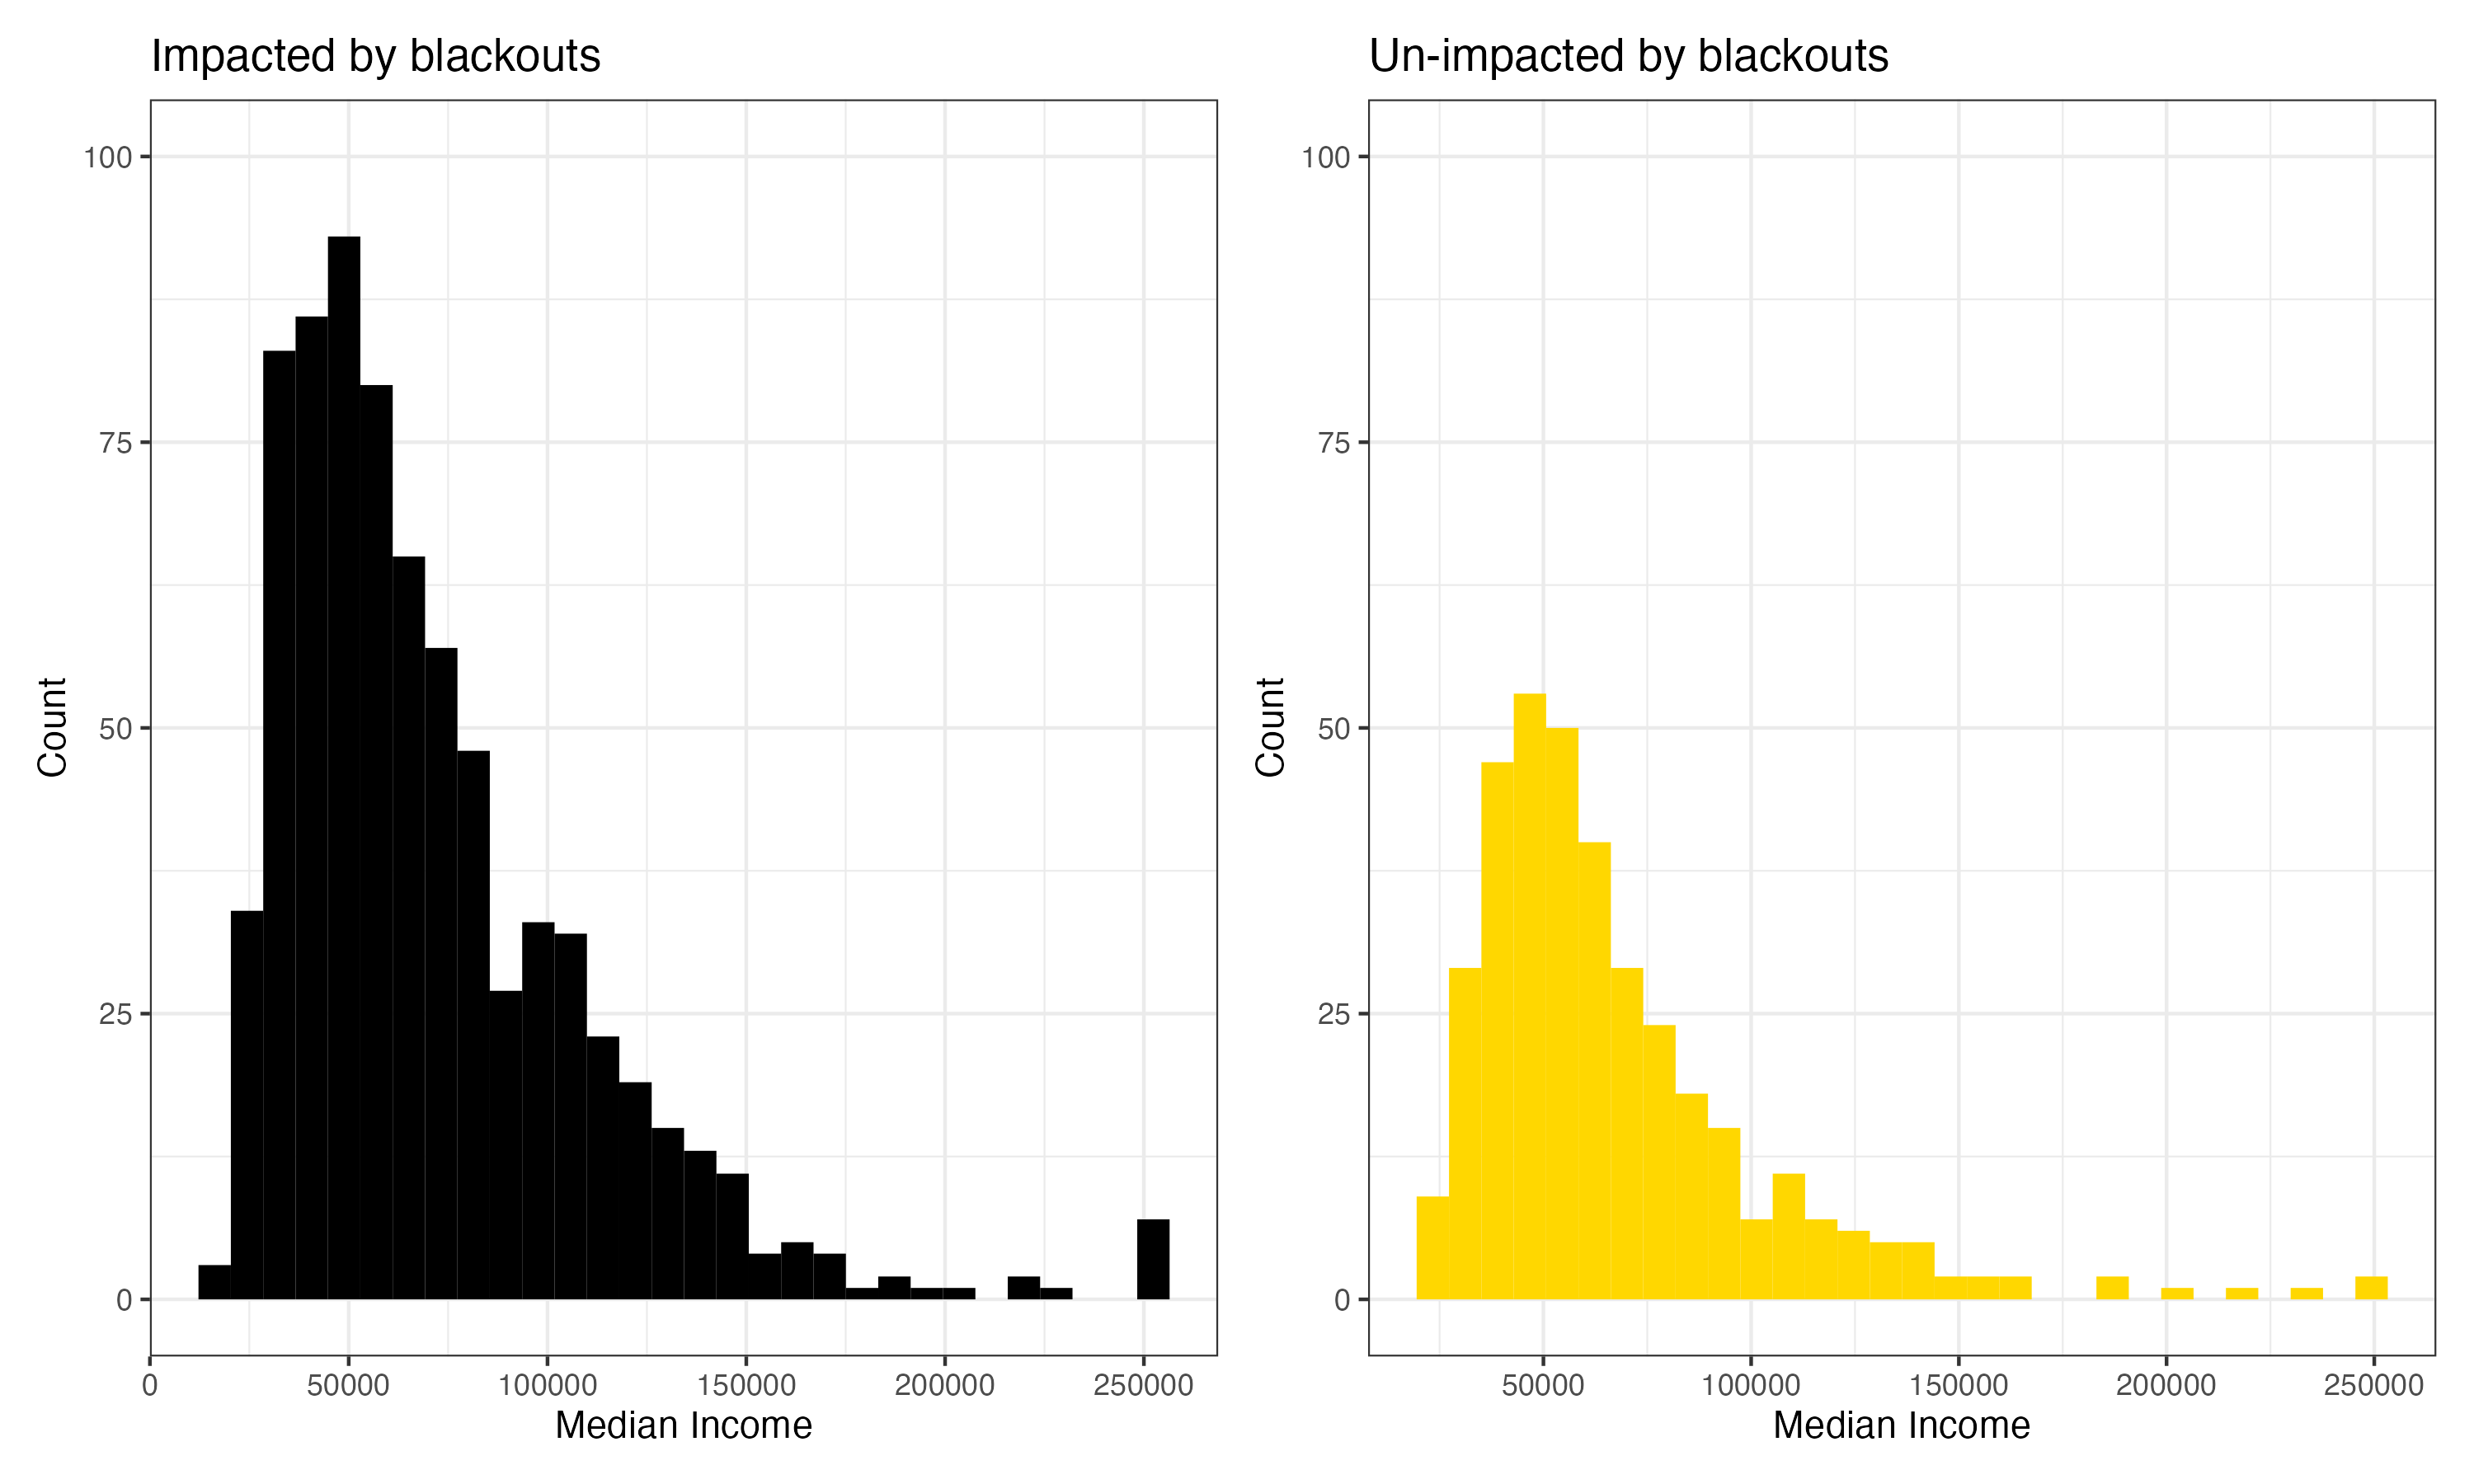 Impacted by blackouts
100
75
50
25
0
Count
0 50000 100000 150000 200000 250000
Median Income
Un-impacted by blackouts
100
75
50
25
0
Count
50000 100000 150000 200000 250000
Median Income